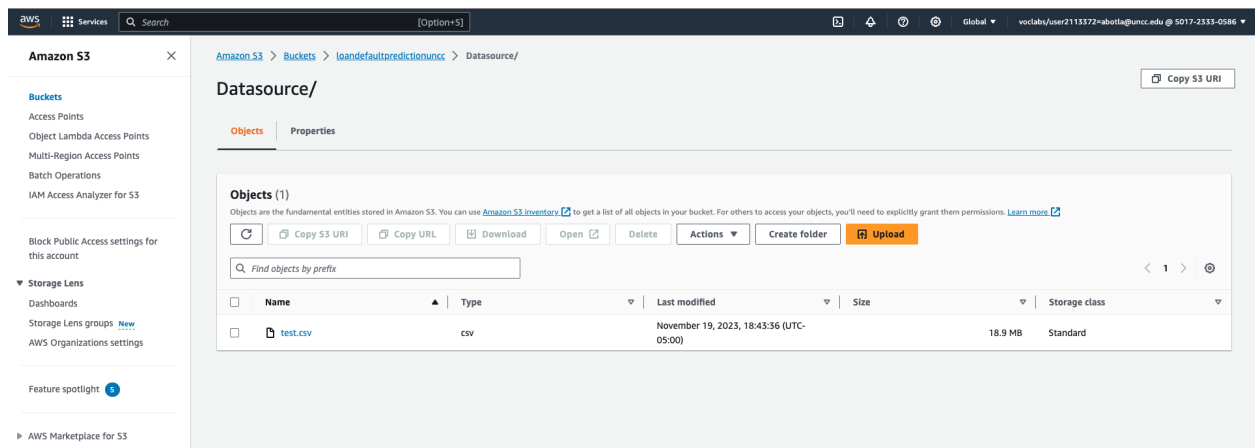 aws
Services
Search
[Option+S]
Global
voclabs/user2113372=abotla@uncc.edu @ 5017-2333-0586
Amazon S3
Buckets
Access Points
Object Lambda Access Points
Multi-Region Access Points
Batch Operations
IAM Access Analyzer for S3
Block Public Access settings for
this account
Storage Lens
Dashboards
Storage Lens groups New
AWS Organizations settings
Feature spotlight 5
AWS Marketplace for S3
Amazon S3 > Buckets > loandefaultpredictionuncc > Datasource/
Datasource/
Copy S3 URI
Objects
Properties
Objects (1)
Objects are the fundamental entities stored in Amazon S3. You can use Amazon S3 inventory to get a list of all objects in your bucket. For others to access your objects, you'll need to explicitly grant them permissions. Learn more
Copy S3 URI
Copy URL
Download
Open
Delete
Actions
Create folder
Upload
Find objects by prefix
< 1 >
Name
Type
Last modified
Size
Storage class
test.csv
csv
November 19, 2023, 18:43:36 (UTC-
05:00)
18.9 MB
Standard